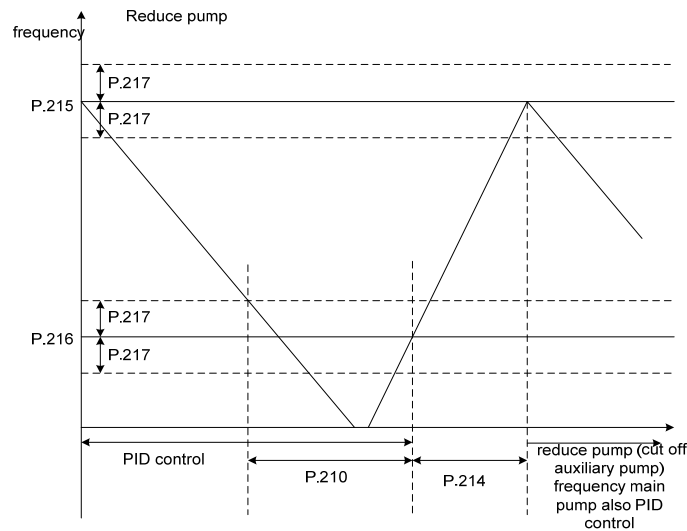 Reduce pump
frequency
P.217
P.215
P.217
P.217
P.216
P.217
PID control
P.210
P.214
reduce pump (cut off
auxiliary pump)
frequency main
pump also PID
control